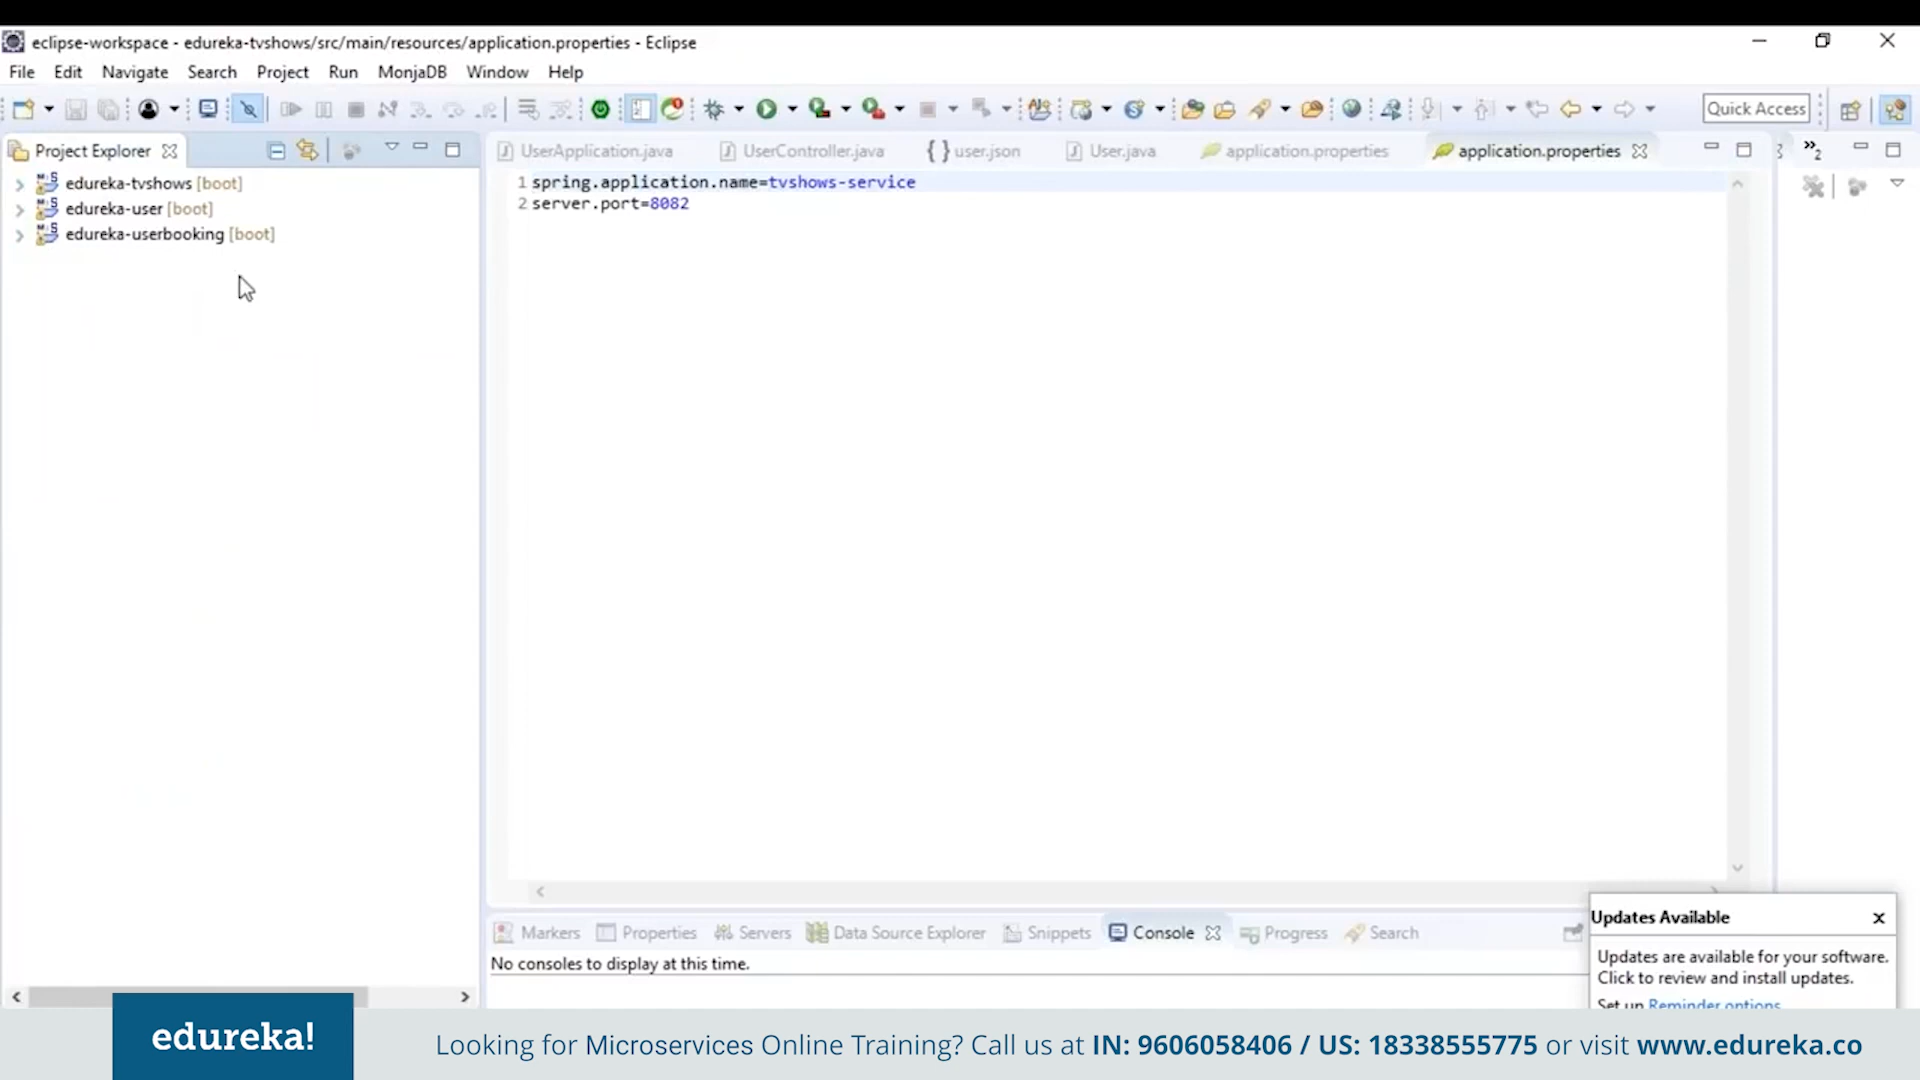 eclipse-workspace - edureka-tvshows/src/main/resources/application.properties - Eclipse
File Edit Navigate Search Project Run MonjaDB Window Help
Quick Access
Project Explorer
UserApplication.java UserController.java { } user.json User.java application.properties application.properties »2
edureka-tvshows [boot]
edureka-user [boot]
edureka-userbooking [boot]
1 spring.application.name=tvshows-service
2 server.port=8082
Markers Properties Servers Data Source Explorer Snippets Console Progress Search
No consoles to display at this time.
Updates Available
Updates are available for your software.
Click to review and install updates.
Set up Reminder options
edureka!
Looking for Microservices Online Training? Call us at IN: 9606058406 / US: 18338555775 or visit www.edureka.co